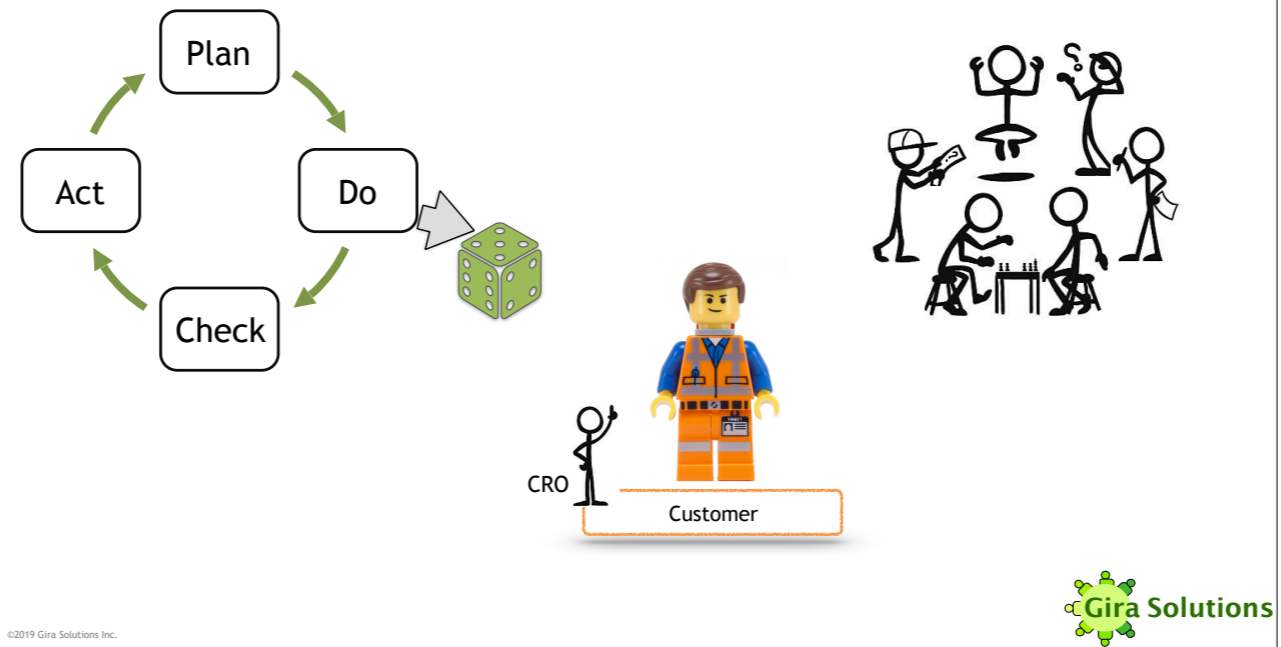 Plan
Act
Do
Check
?
CRO
Customer
Gira Solutions
©2019 Gira Solutions Inc.